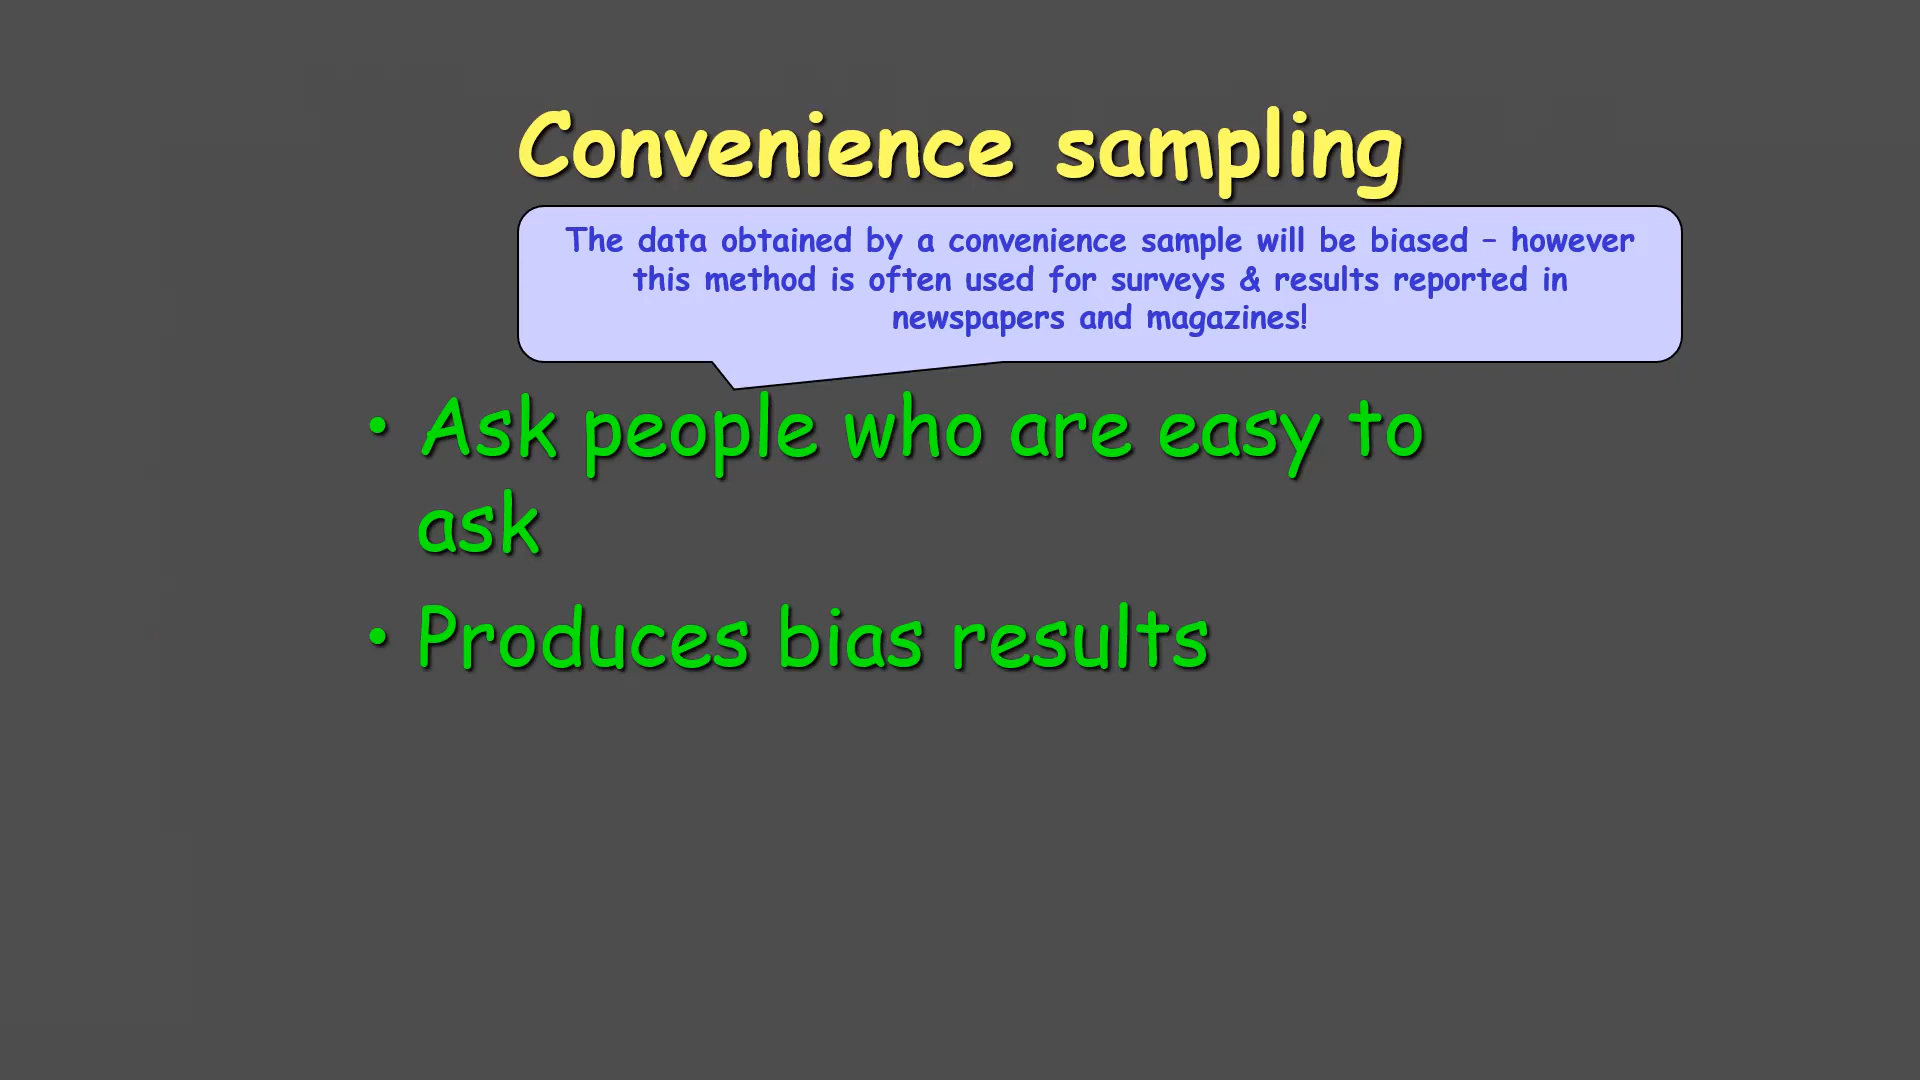 Convenience sampling
The data obtained by a convenience sample will be biased – however
this method is often used for surveys & results reported in
newspapers and magazines!
• Ask people who are easy to
ask
• Produces bias results